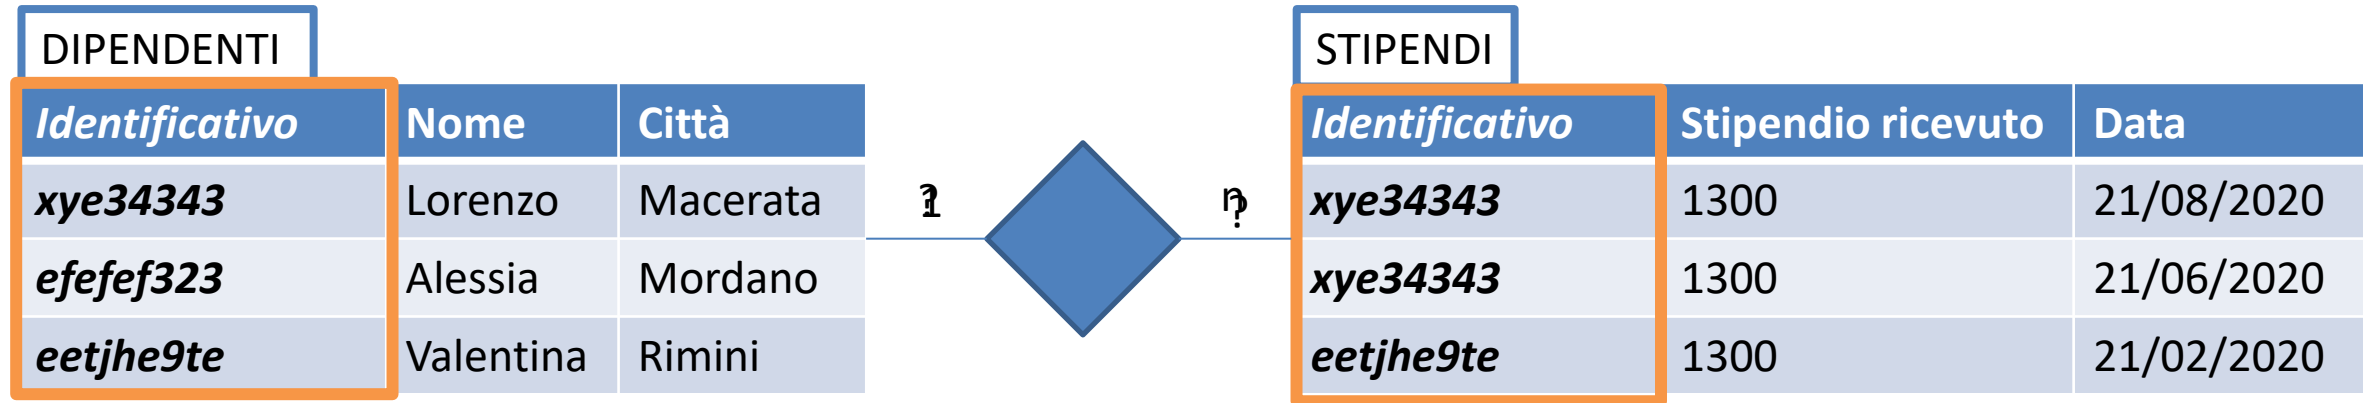 DIPENDENTI
Identificativo Nome Città
xye34343 Lorenzo Macerata
efefef323 Alessia Mordano
eetjhe9te Valentina Rimini
1 ?
n ?
STIPENDI
Identificativo Stipendio ricevuto Data
xye34343 1300 21/08/2020
xye34343 1300 21/06/2020
eetjhe9te 1300 21/02/2020